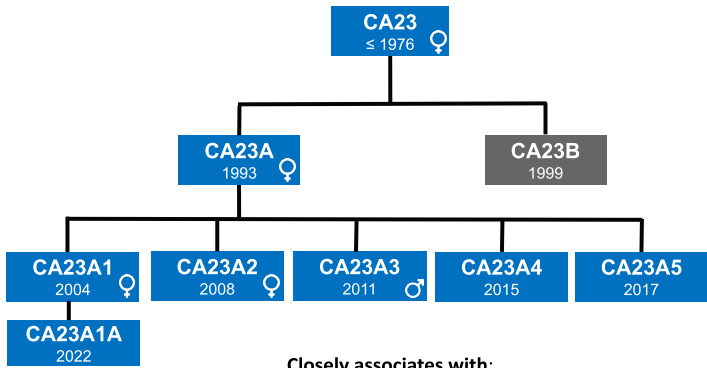 CA23
≤ 1976
CA23A
1993
CA23B
1999
CA23A1
2004
CA23A2
2008
CA23A3
2011
CA23A4
2015
CA23A5
2017
CA23A1A
2022
Closely associates with: